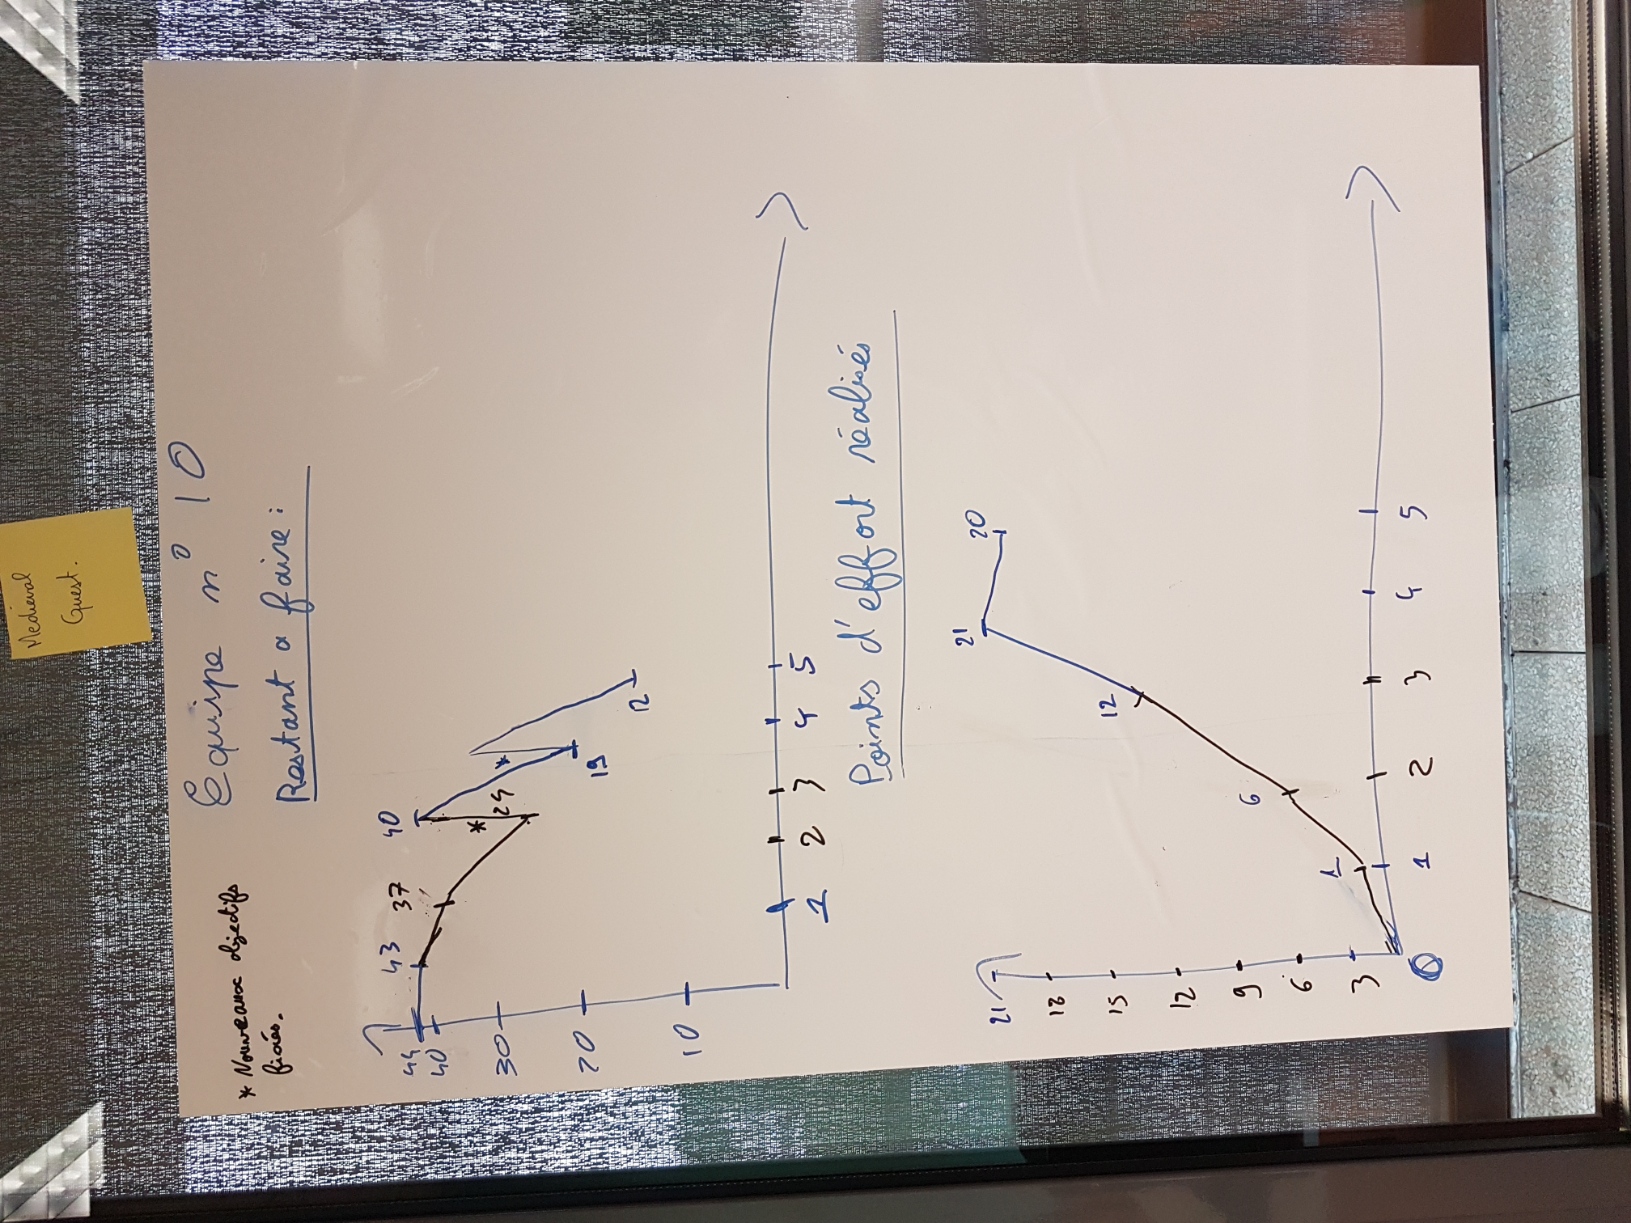 Medieval
Quest.
Equipe n° 10
* Nouveaux objectifs
fixés.
Restant a faire :
44
40
30
20
10
43
37
40
*
25
*
19
12
1 2 3 4 5
Points d'effort réalisés
21
18
15
12
9
6
3
0
1
6
12
21
20
1 2 3 4 5